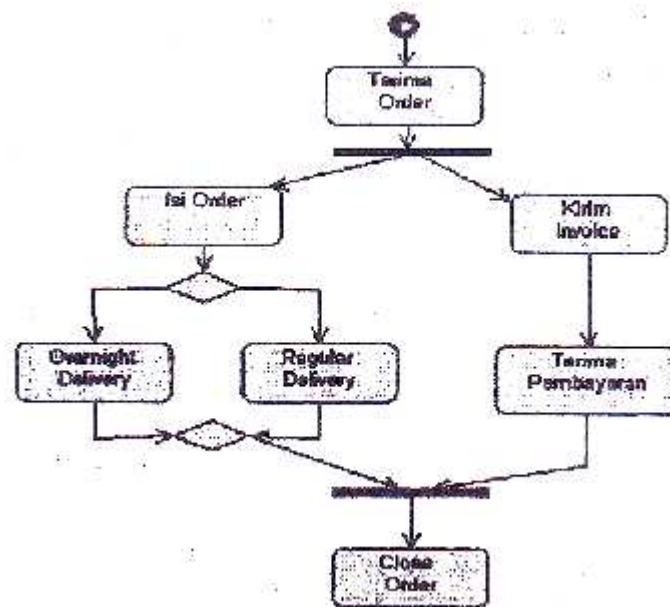 Terima
Order
Isi Order
Kirim
Invoice
Overnight
Delivery
Regular
Delivery
Terima
Pembayaran
Close
Order